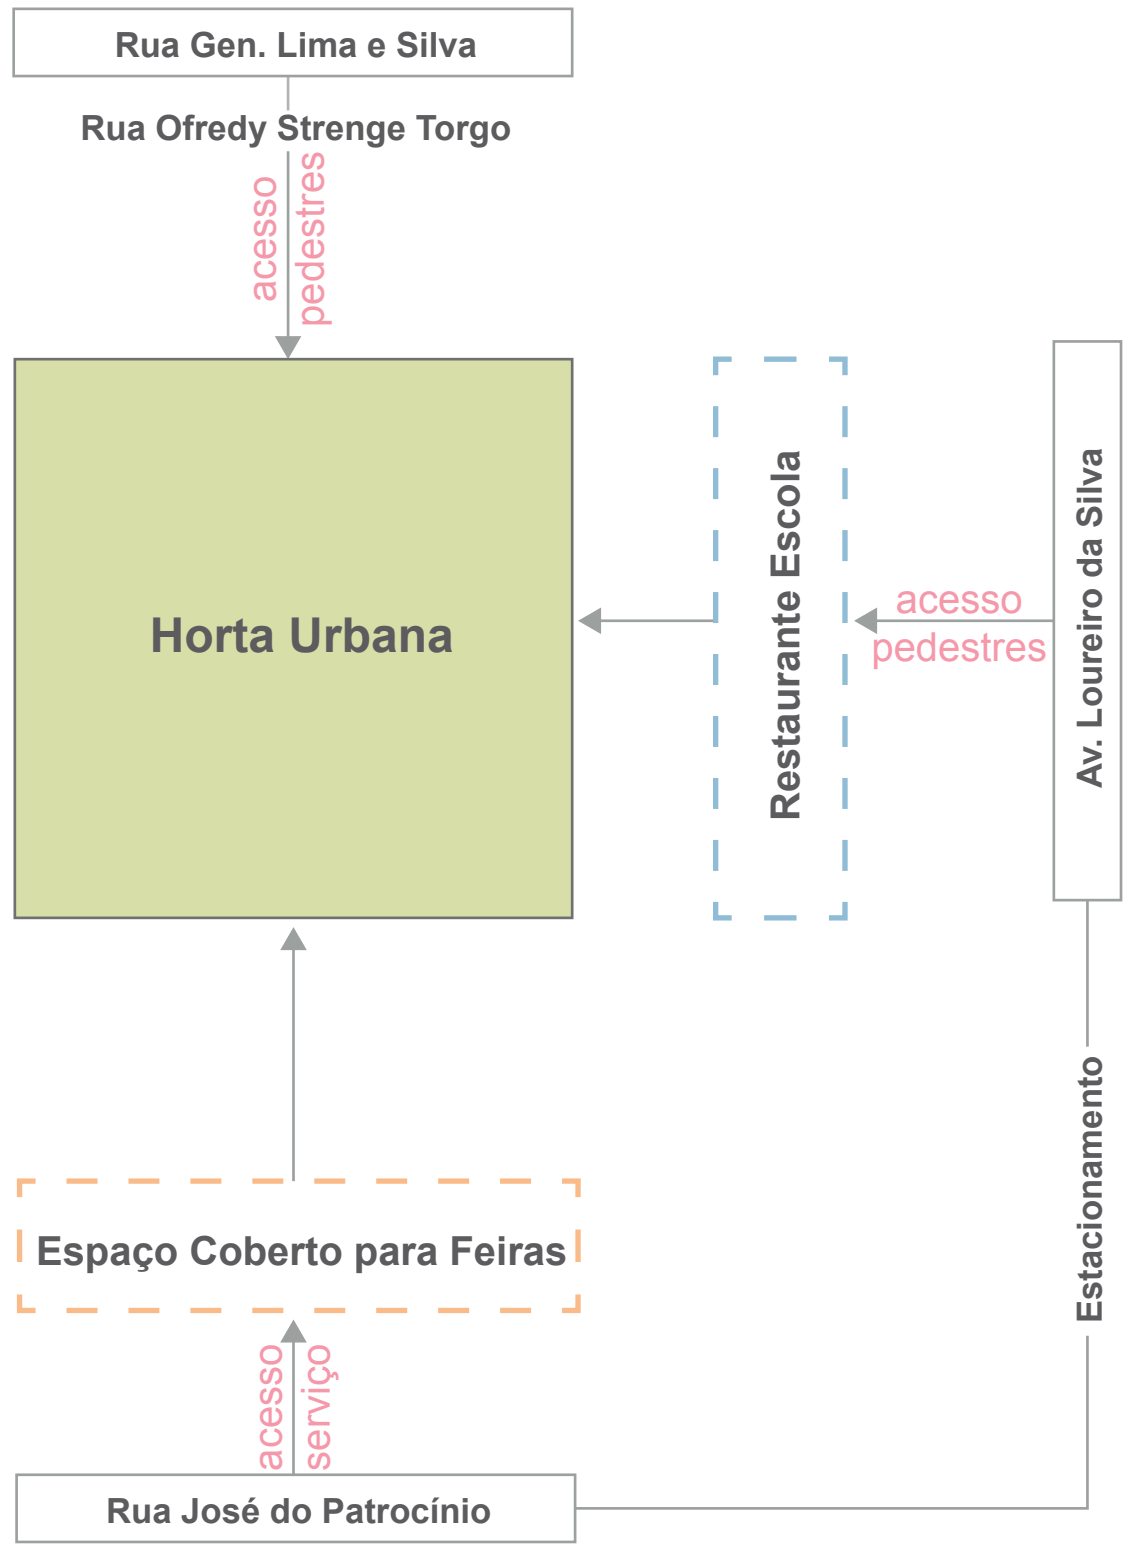 Rua Gen. Lima e Silva
Rua Ofredy Strenge Torgo
acesso
pedestres
Horta Urbana
Restaurante Escola
acesso
pedestres
Av. Loureiro da Silva
Estacionamento
Espaço Coberto para Feiras
acesso
serviço
Rua José do Patrocínio